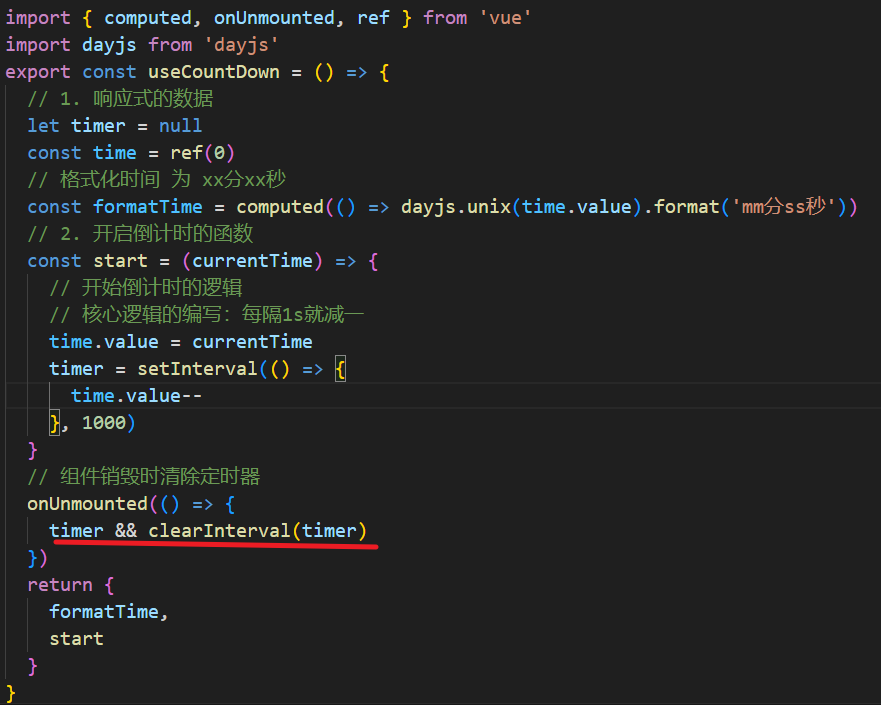 import { computed, onUnmounted, ref } from 'vue'
import dayjs from 'dayjs'
export const useCountDown = () => {
  // 1. 响应式的数据
  let timer = null
  const time = ref(0)
  // 格式化时间 为 xx分xx秒
  const formatTime = computed(() => dayjs.unix(time.value).format('mm分ss秒'))
  // 2. 开启倒计时的函数
  const start = (currentTime) => {
    // 开始倒计时的逻辑
    // 核心逻辑的编写：每隔1s就减一
    time.value = currentTime
    timer = setInterval(() => {
      time.value--
    }, 1000)
  }
  // 组件销毁时清除定时器
  onUnmounted(() => {
    timer && clearInterval(timer)
  })
  return {
    formatTime,
    start
  }
}